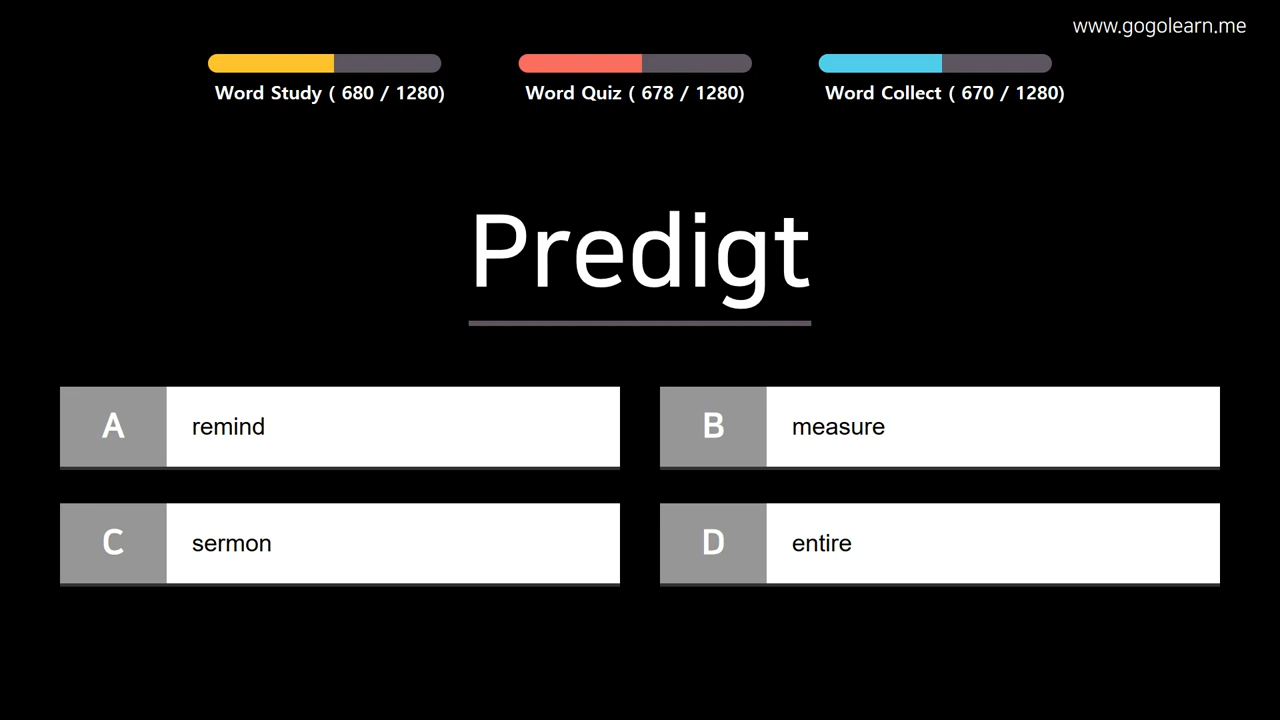 www.gogolearn.me
Word Study ( 680 / 1280)
Word Quiz ( 678 / 1280)
Word Collect ( 670 / 1280)
Predigt
A remind
B measure
C sermon
D entire